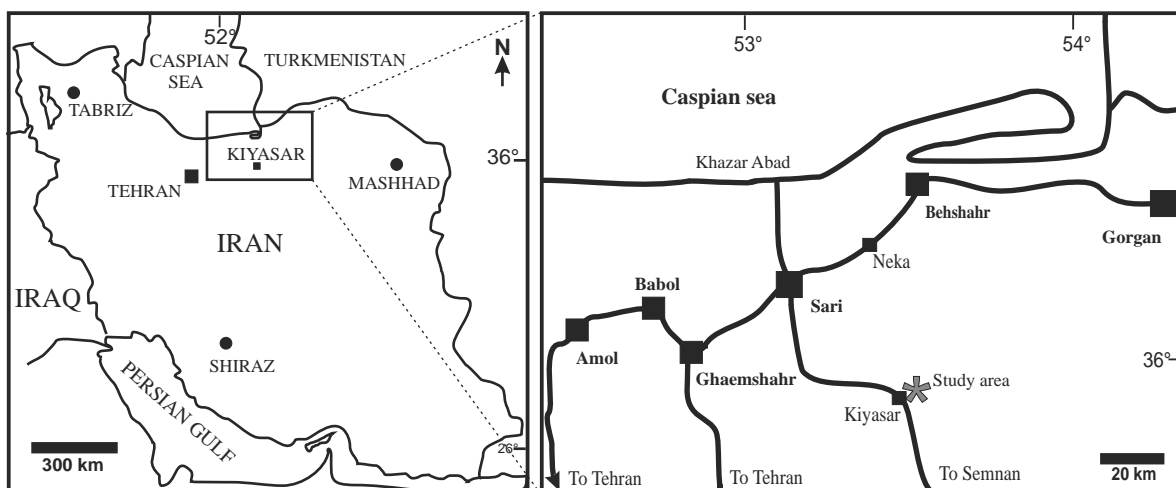 52°
CASPIAN
SEA
TURKMENISTAN
N
TABRIZ
KIYASAR
36°
TEHRAN
MASHHAD
IRAN
IRAQ
SHIRAZ
PERSIAN GULF
300 km
26°
53°
54°
Caspian sea
Khazar Abad
Behshahr
Gorgan
Neka
Babol
Sari
Amol
Ghaemshahr
36°
Study area
Kiyasar
To Tehran
To Tehran
To Semnan
20 km